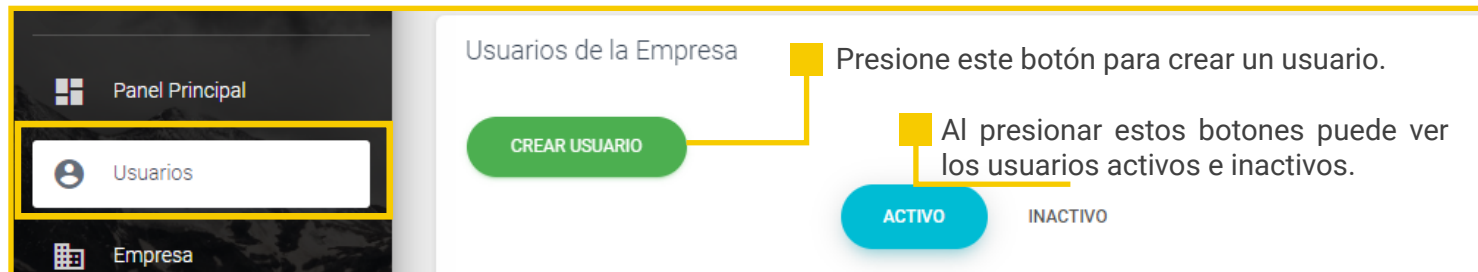 Panel Principal
Usuarios
Empresa
Usuarios de la Empresa
Presione este botón para crear un usuario.
CREAR USUARIO
Al presionar estos botones puede ver
los usuarios activos e inactivos.
ACTIVO
INACTIVO